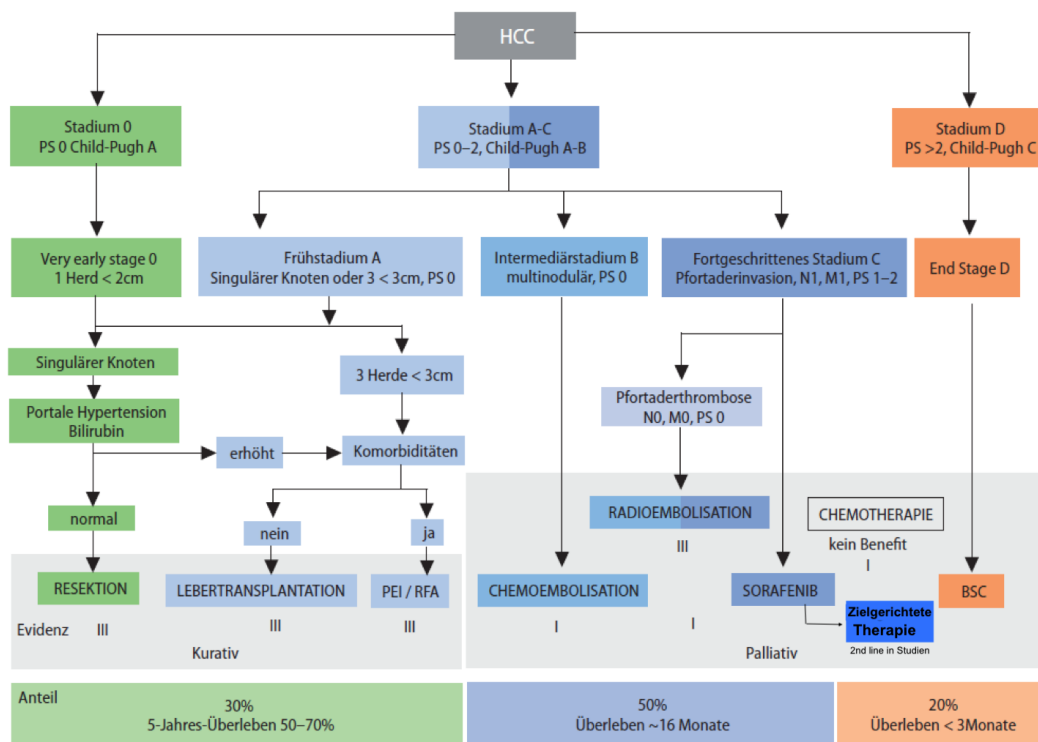 HCC
Stadium 0
PS 0 Child-Pugh A
Stadium A-C
PS 0–2, Child-Pugh A-B
Stadium D
PS >2, Child-Pugh C
Very early stage 0
1 Herd < 2cm
Frühstadium A
Singulärer Knoten oder 3 < 3cm, PS 0
Intermediärstadium B
multinodulär, PS 0
Fortgeschrittenes Stadium C
Pfortaderinvasion, N1, M1, PS 1–2
End Stage D
Singulärer Knoten
3 Herde < 3cm
Portale Hypertension
Bilirubin
Pfortaderthrombose
N0, M0, PS 0
erhöht
Komorbiditäten
normal
nein
ja
RADIOEMBOLISATION
III
CHEMOTHERAPIE
kein Benefit
I
RESEKTION
LEBERTRANSPLANTATION
PEI / RFA
CHEMOEMBOLISATION
SORAFENIB
BSC
Zielgerichtete
Therapie
2nd line in Studien
Evidenz III III III I I
Kurativ
Palliativ
Anteil
30%
5-Jahres-Überleben 50–70%
50%
Überleben ~16 Monate
20%
Überleben < 3Monate